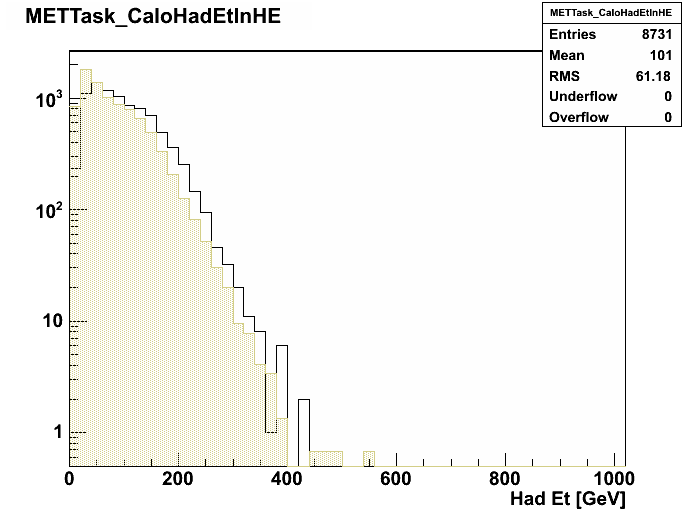 METTask_CaloHadEtInHE
METTask_CaloHadEtInHE
Entries 8731
Mean 101
RMS 61.18
Underflow 0
Overflow 0
10³
10²
10
1
0 200 400 600 800 1000
Had Et [GeV]